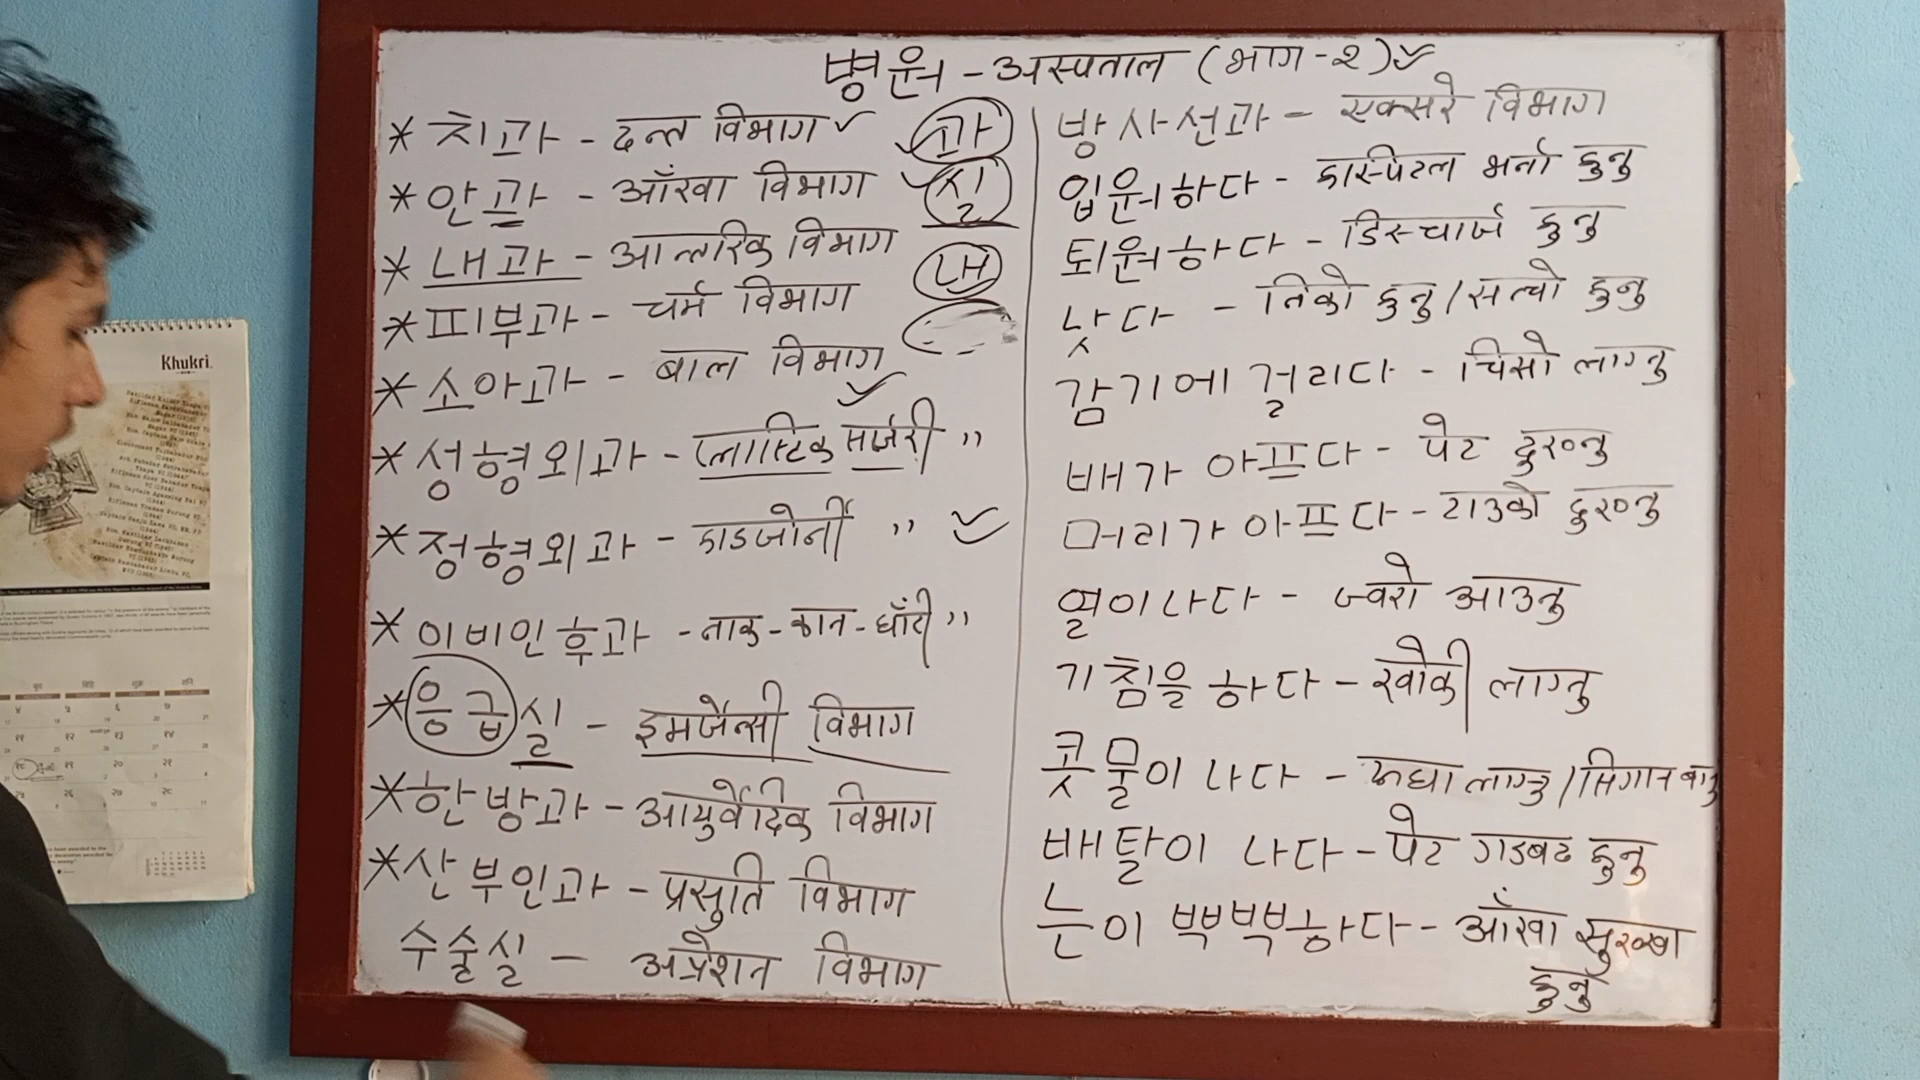 병원 - अस्पताल (भाग-२)
* 치과 - दन्त विभाग
* 안과 - आँखा विभाग
* 내과 - आन्तरिक विभाग
* 피부과 - चर्म विभाग
* 소아과 - बाल विभाग
* 성형외과 - प्लाष्टिक सर्जरी "
* 정형외과 - हाडजोर्नी "
* 이비인후과 - नाक-कान-घाँटी "
* 응급실 - इमर्जेन्सी विभाग
* 한방과 - आयुर्वेदिक विभाग
* 산부인과 - प्रसुति विभाग
수술실 - अप्रेशन विभाग
과
실
내
방사선과 - एक्सरे विभाग
입원하다 - हास्पिटल भर्ना हुनु
퇴원하다 - डिस्चार्ज हुनु
낫다 - निको हुनु/सन्चो हुनु
감기에 걸리다 - चिसो लाग्नु
배가 아프다 - पेट दुख्नु
머리가 아프다 - टाउको दुख्नु
열이나다 - ज्वरो आउनु
기침을 하다 - खोकी लाग्नु
콧물이 나다 - रुघा लाग्नु/सिगान
배탈이 나다 - पेट गडबढ हुनु
눈이 뻑뻑하다 - आँखा सुख्खा
हुनु
Khukri.